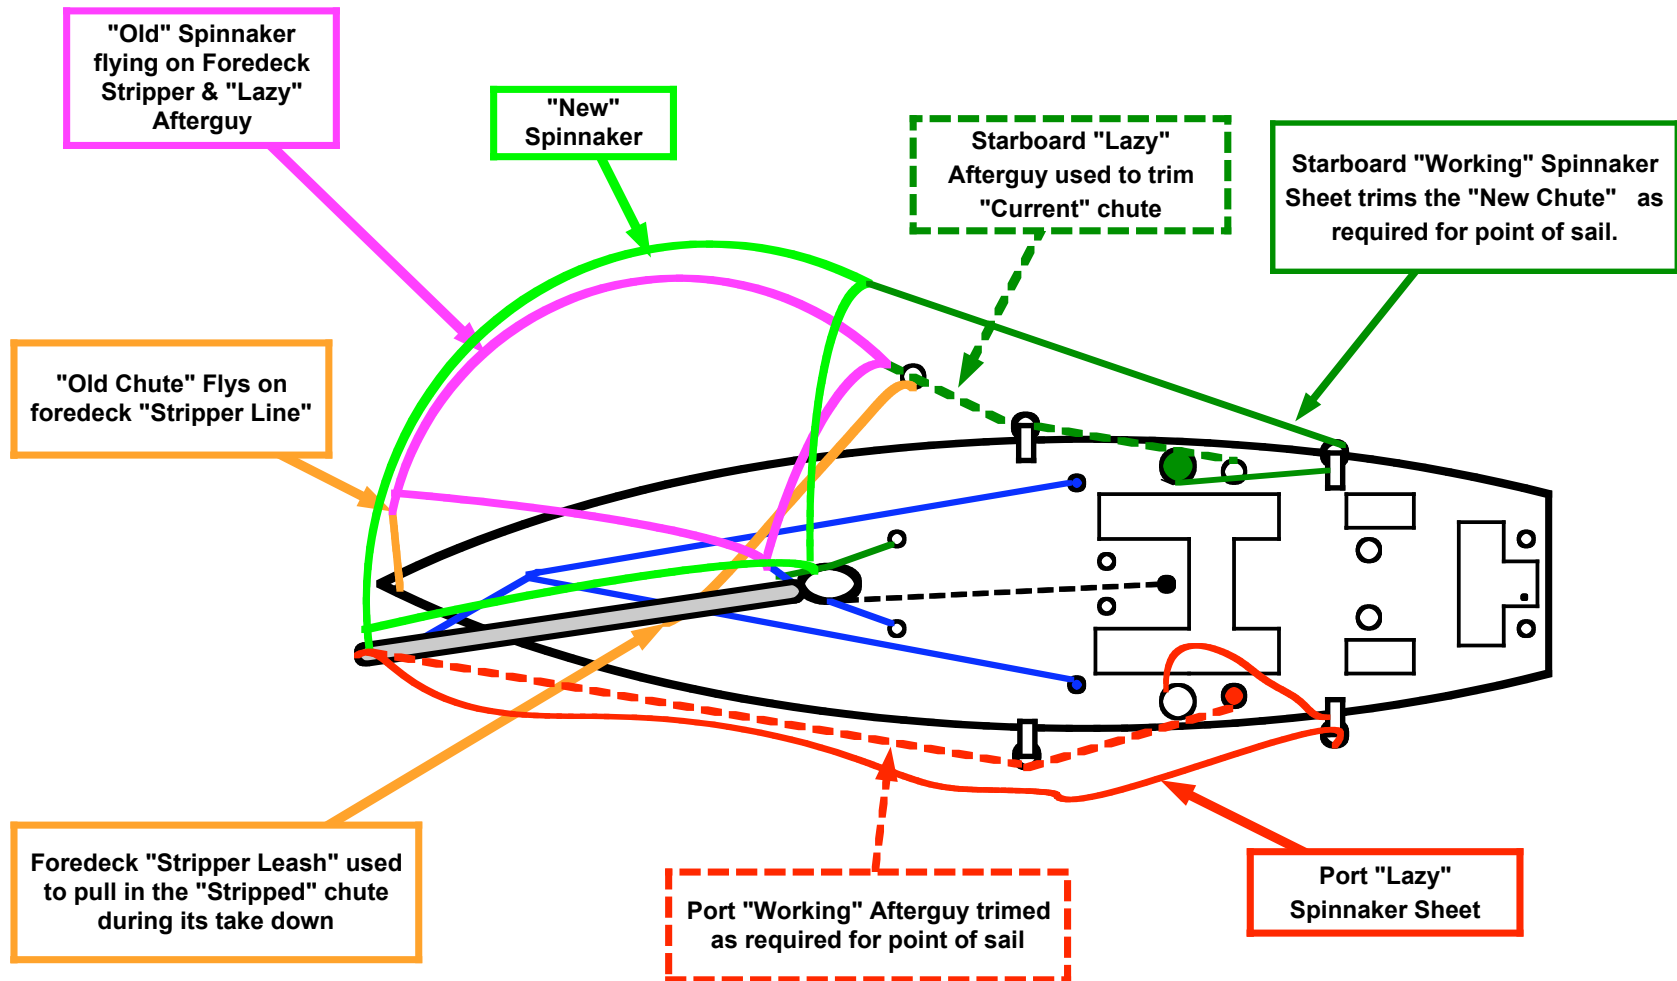 "Old" Spinnaker
flying on Foredeck
Stripper & "Lazy"
Afterguy
"New"
Spinnaker
Starboard "Lazy"
Afterguy used to trim
"Current" chute
Starboard "Working" Spinnaker
Sheet trims the "New Chute" as
required for point of sail.
"Old Chute" Flys on
foredeck "Stripper Line"
Foredeck "Stripper Leash" used
to pull in the "Stripped" chute
during its take down
Port "Working" Afterguy trimed
as required for point of sail
Port "Lazy"
Spinnaker Sheet